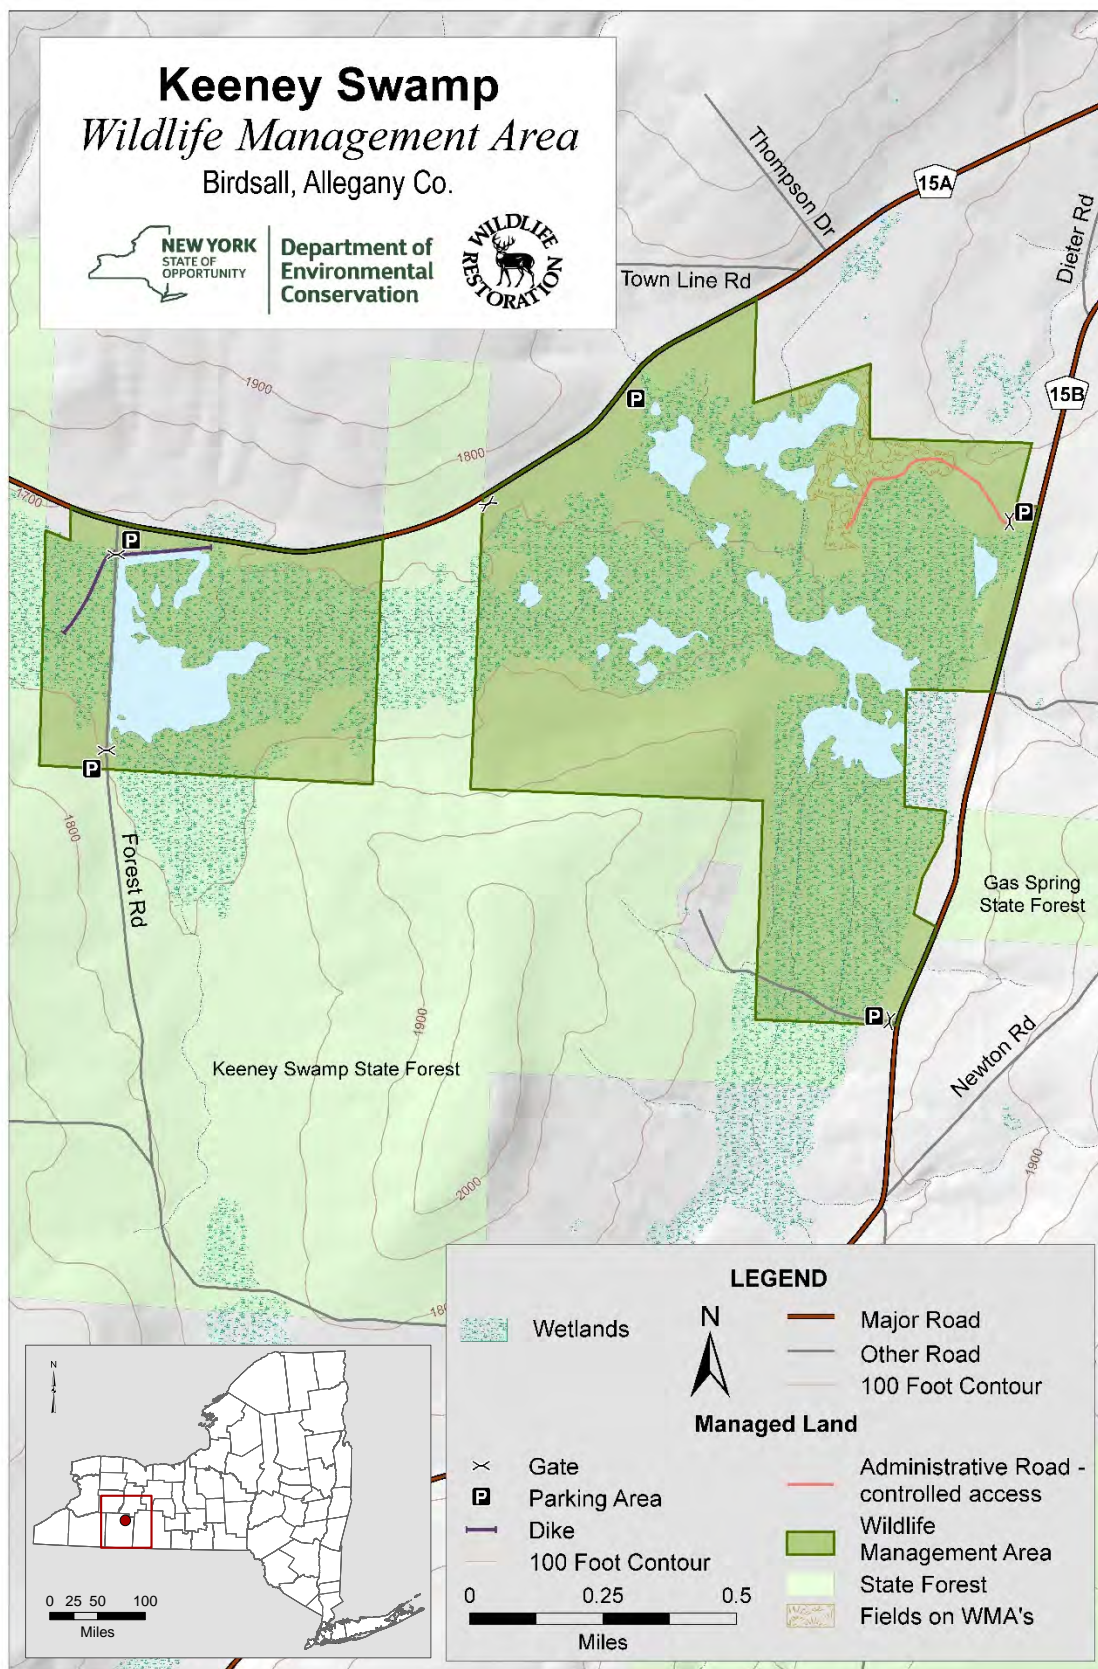 Keeney Swamp
Wildlife Management Area
Birdsall, Allegany Co.
NEW YORK
STATE OF
OPPORTUNITY
Department of
Environmental
Conservation
WILDLIFE
RESTORATION
Thompson Dr
15A
Dieter Rd
Town Line Rd
15B
1900
1800
P
1700
P
P
P
1800
Forest Rd
Gas Spring
State Forest
1900
P
Newton Rd
Keeney Swamp State Forest
1900
2000
LEGEND
Wetlands
N
Major Road
Other Road
100 Foot Contour
Managed Land
Gate
P Parking Area
Dike
100 Foot Contour
0 0.25 0.5
Miles
Administrative Road -
controlled access
Wildlife
Management Area
State Forest
Fields on WMA's
N
0 25 50 100
Miles